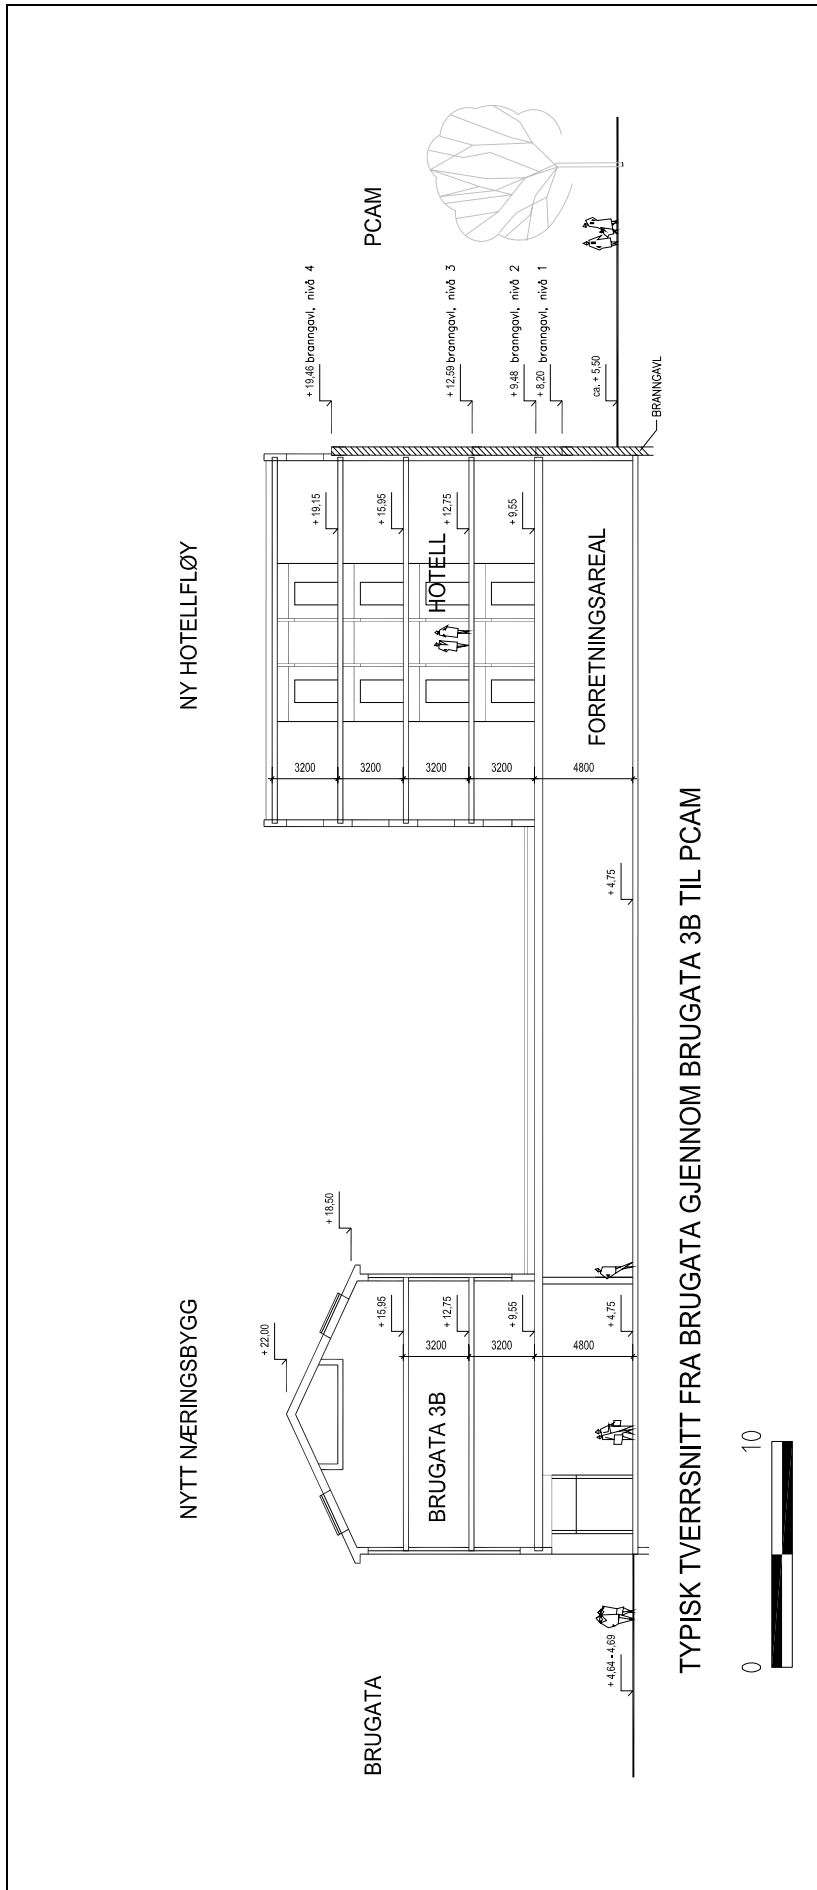 NYTT NÆRINGSBYGG
NY HOTELLFLØY
BRUGATA
PCAM
+ 22,00
+ 18,50
+ 15,95
+ 12,75
+ 9,55
+ 4,75
3200
3200
4800
BRUGATA 3B
+ 4,64 - 4,69
+ 4,75
3200
3200
3200
3200
4800
HOTELL
FORRETNINGSAREAL
+ 19,15
+ 15,95
+ 12,75
+ 9,55
+ 19,46 branngavl, nivå 4
+ 12,59 branngavl, nivå 3
+ 9,48 branngavl, nivå 2
+ 8,20 branngavl, nivå 1
ca. + 5,50
BRANNGAVL
TYPISK TVERRSNITT FRA BRUGATA GJENNOM BRUGATA 3B TIL PCAM
0 10